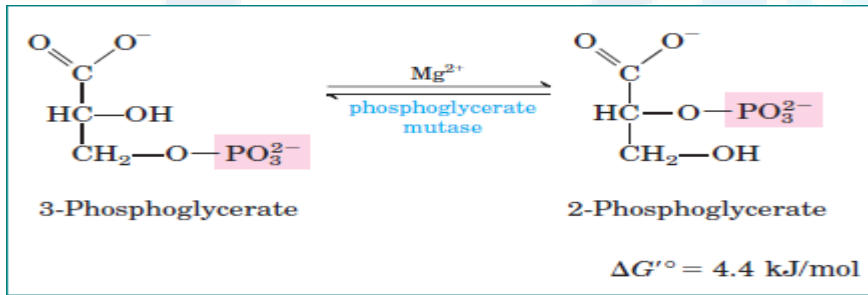 O O⁻ O O⁻
C Mg²⁺ C
HC—OH phosphoglycerate HC—O—PO₃²⁻
CH₂—O—PO₃²⁻ mutase CH₂—OH
3-Phosphoglycerate 2-Phosphoglycerate
ΔG′° = 4.4 kJ/mol